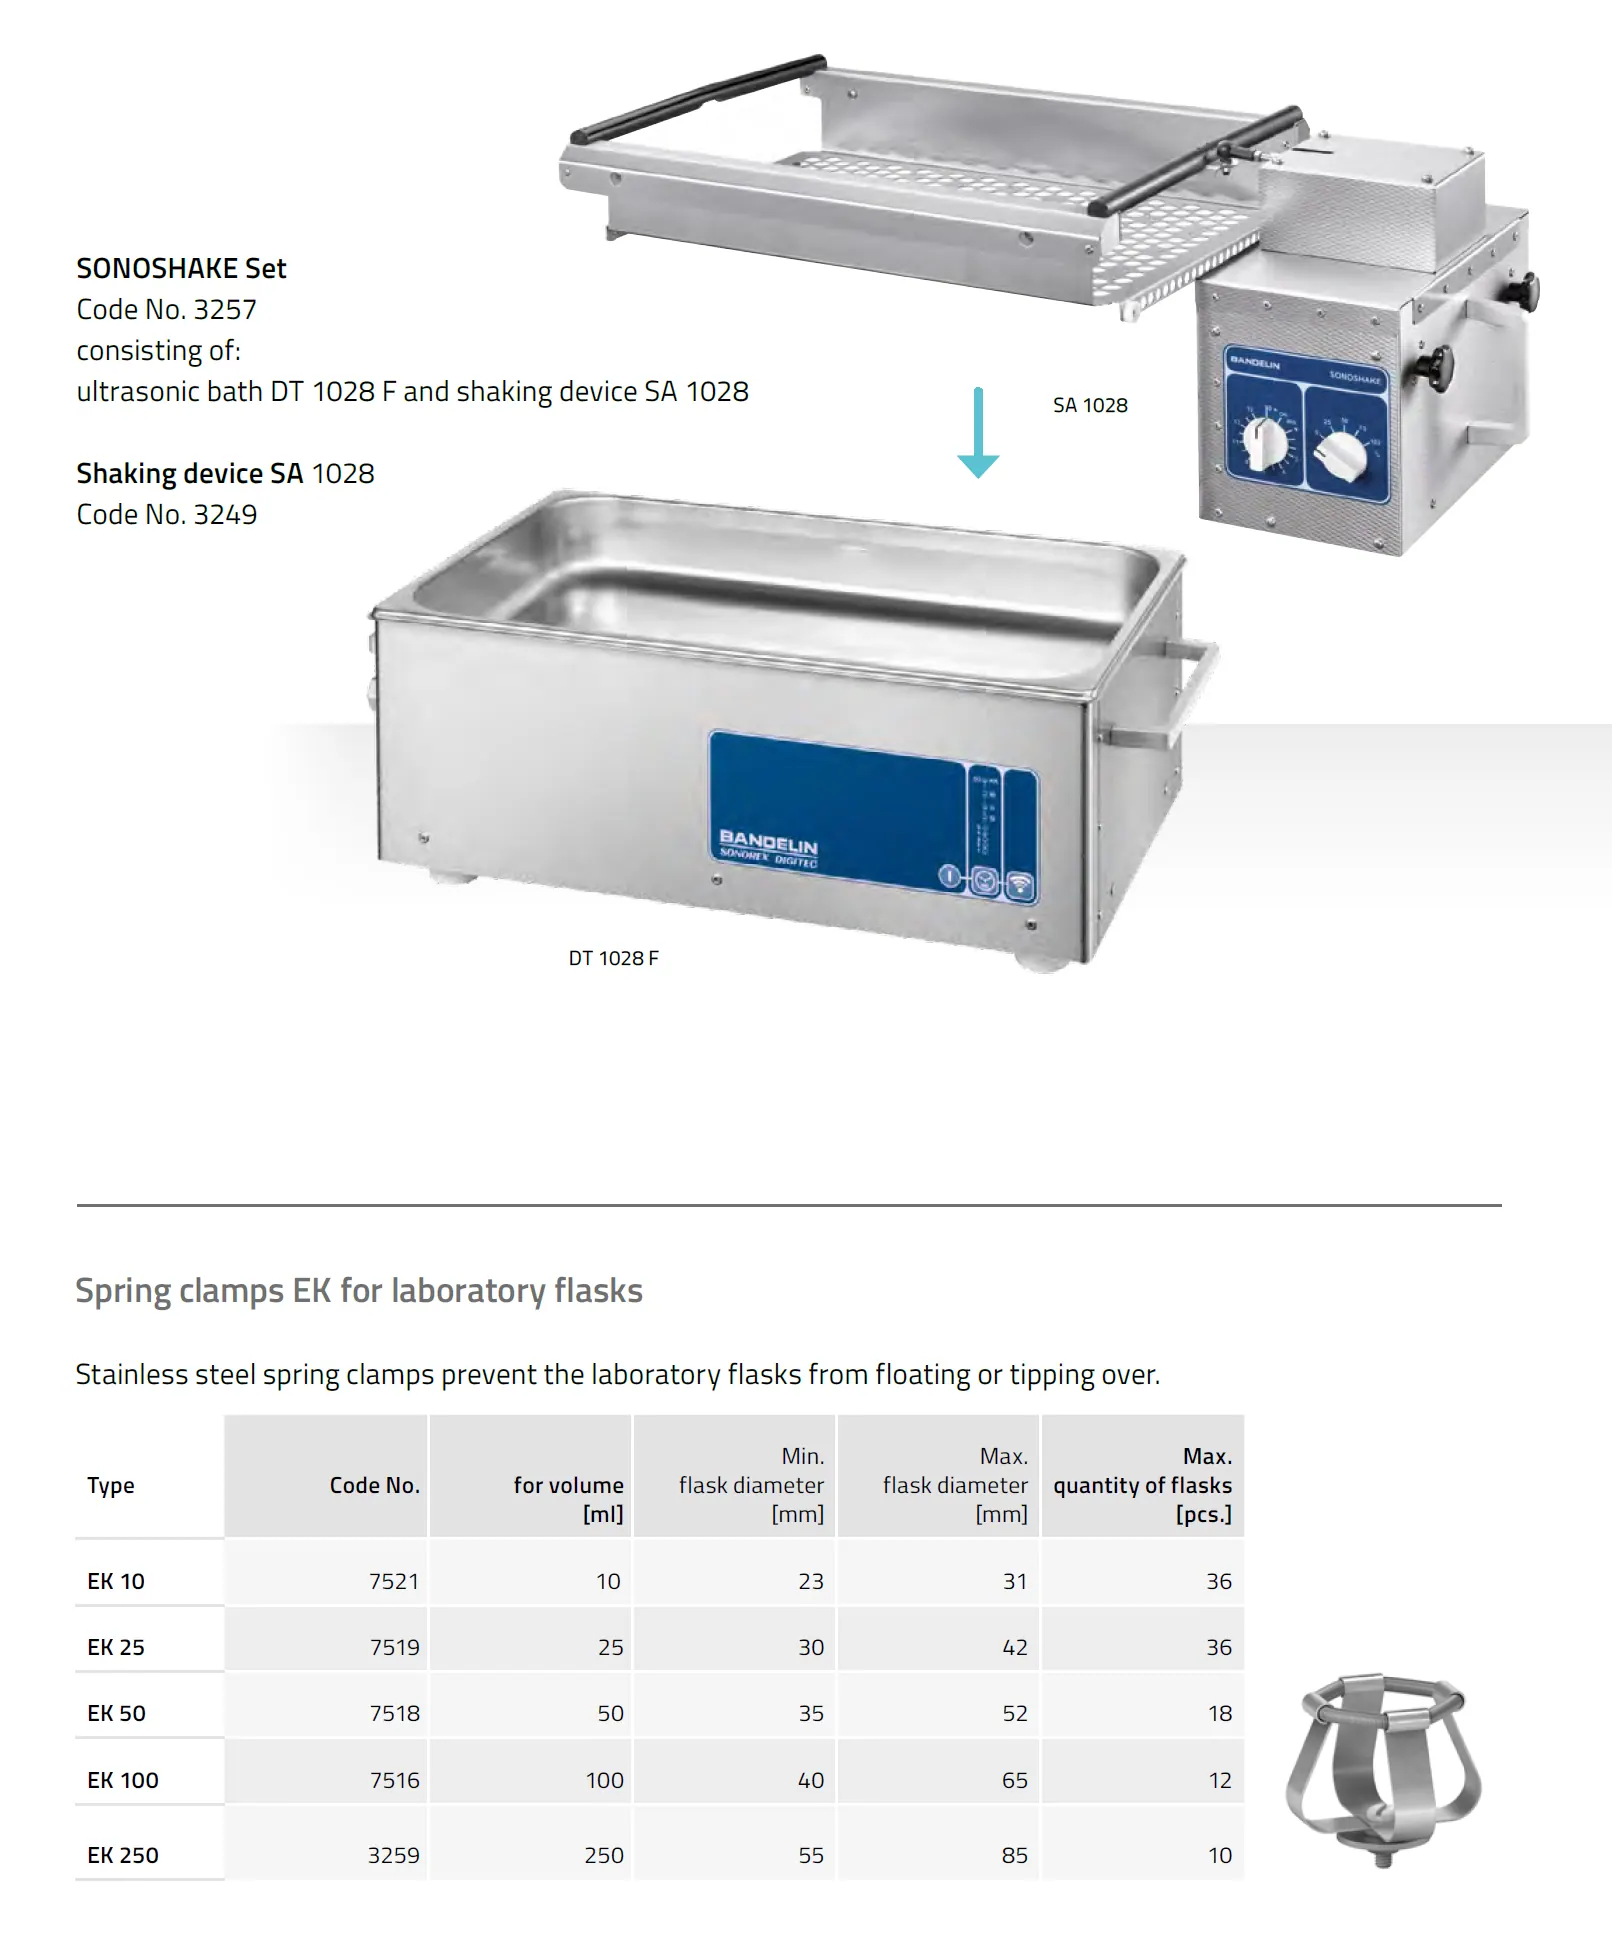 SONOSHAKE Set
Code No. 3257
consisting of:
ultrasonic bath DT 1028 F and shaking device SA 1028
Shaking device SA 1028
Code No. 3249
SA 1028
BANDELIN
SONOSHAKE
BANDELIN
SONOREX DIGITEC
DT 1028 F
Spring clamps EK for laboratory flasks
Stainless steel spring clamps prevent the laboratory flasks from floating or tipping over.
Type Code No. for volume [ml] Min. flask diameter [mm] Max. flask diameter [mm] Max. quantity of flasks [pcs.]
EK 10 7521 10 23 31 36
EK 25 7519 25 30 42 36
EK 50 7518 50 35 52 18
EK 100 7516 100 40 65 12
EK 250 3259 250 55 85 10